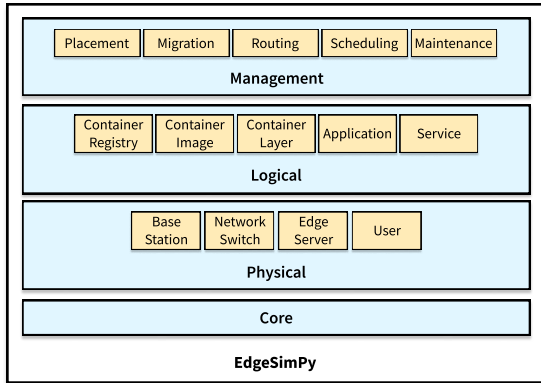 Placement Migration Routing Scheduling Maintenance
Management
Container Registry Container Image Container Layer Application Service
Logical
Base Station Network Switch Edge Server User
Physical
Core
EdgeSimPy